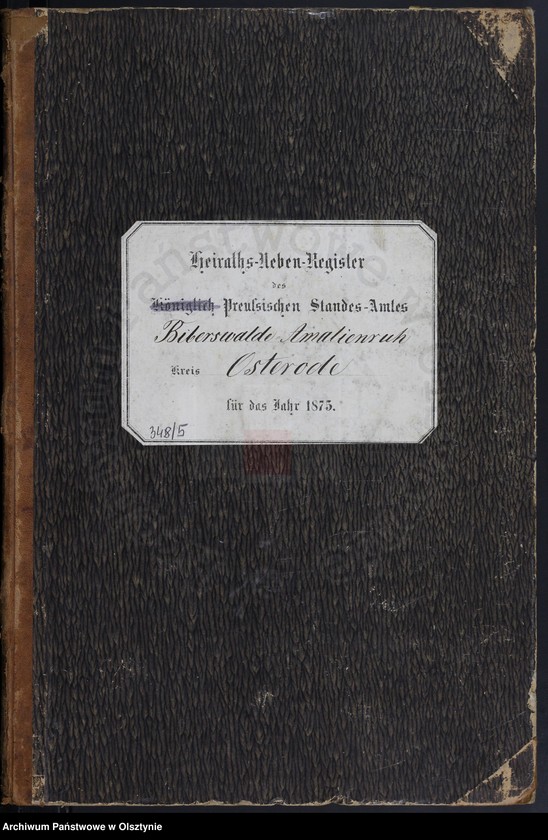 Heiraths-Neben-Register
des
Königlich Preußischen Standes-Amtes
Biberswalde-Amalienruh
Kreis Osterode
für das Jahr 1875.
348/5
Archiwum Państwowe w Olsztynie